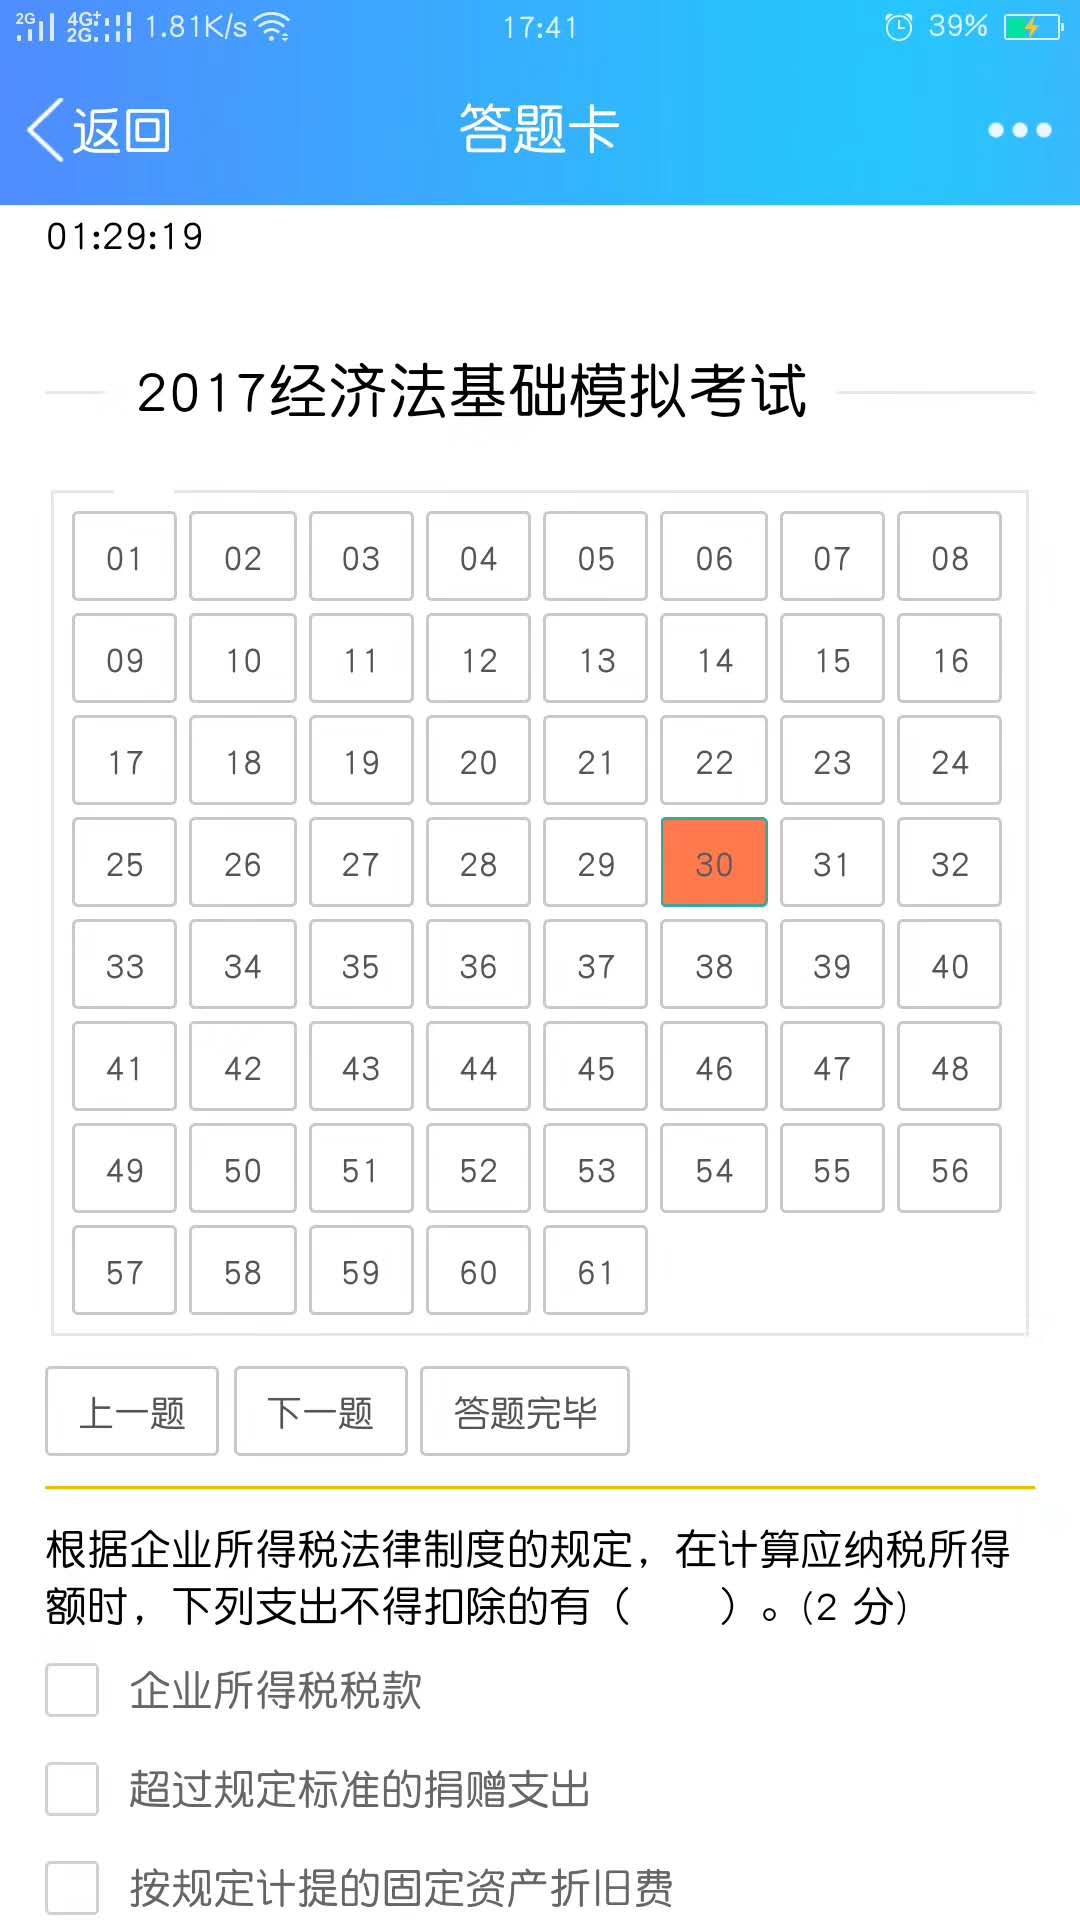 2G 4G+ 2G 1.81K/s 17:41 39%
返回 答题卡
01:29:19
2017经济法基础模拟考试
01 02 03 04 05 06 07 08
09 10 11 12 13 14 15 16
17 18 19 20 21 22 23 24
25 26 27 28 29 30 31 32
33 34 35 36 37 38 39 40
41 42 43 44 45 46 47 48
49 50 51 52 53 54 55 56
57 58 59 60 61
上一题 下一题 答题完毕
根据企业所得税法律制度的规定，在计算应纳税所得
额时，下列支出不得扣除的有（　　）。(2 分)
企业所得税税款
超过规定标准的捐赠支出
按规定计提的固定资产折旧费